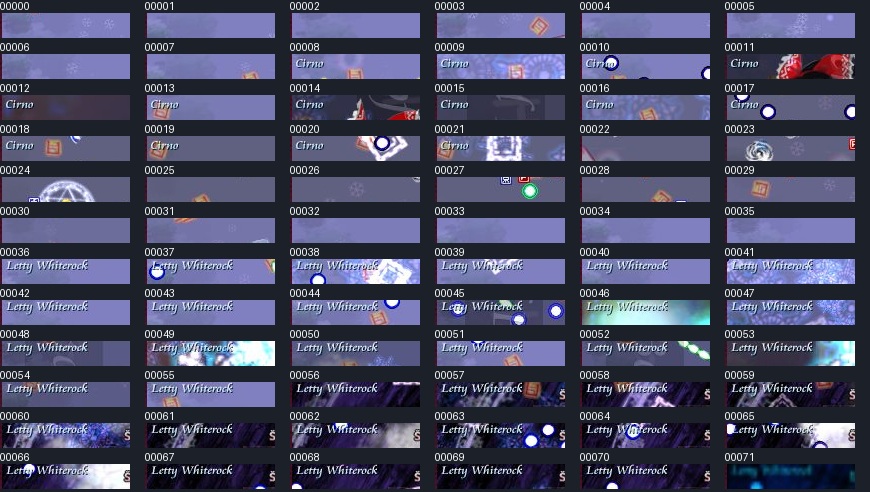 00000 00001 00002 00003 00004 00005
00006 00007 00008 00009 00010 00011
Cirno Cirno Cirno Cirno
00012 00013 00014 00015 00016 00017
Cirno Cirno Cirno Cirno Cirno Cirno
00018 00019 00020 00021 00022 00023
Cirno Cirno Cirno Cirno
00024 00025 00026 00027 00028 00029
00030 00031 00032 00033 00034 00035
00036 00037 00038 00039 00040 00041
Letty Whiterock Letty Whiterock Letty Whiterock Letty Whiterock Letty Whiterock Letty Whiterock
00042 00043 00044 00045 00046 00047
Letty Whiterock Letty Whiterock Letty Whiterock Letty Whiterock Letty Whiterock Letty Whiterock
00048 00049 00050 00051 00052 00053
Letty Whiterock Letty Whiterock Letty Whiterock Letty Whiterock Letty Whiterock Letty Whiterock
00054 00055 00056 00057 00058 00059
Letty Whiterock Letty Whiterock Letty Whiterock Letty Whiterock Letty Whiterock Letty Whiterock
00060 00061 00062 00063 00064 00065
Letty Whiterock Letty Whiterock Letty Whiterock Letty Whiterock Letty Whiterock Letty Whiterock
00066 00067 00068 00069 00070 00071
Letty Whiterock Letty Whiterock Letty Whiterock Letty Whiterock Letty Whiterock Letty Whiterock